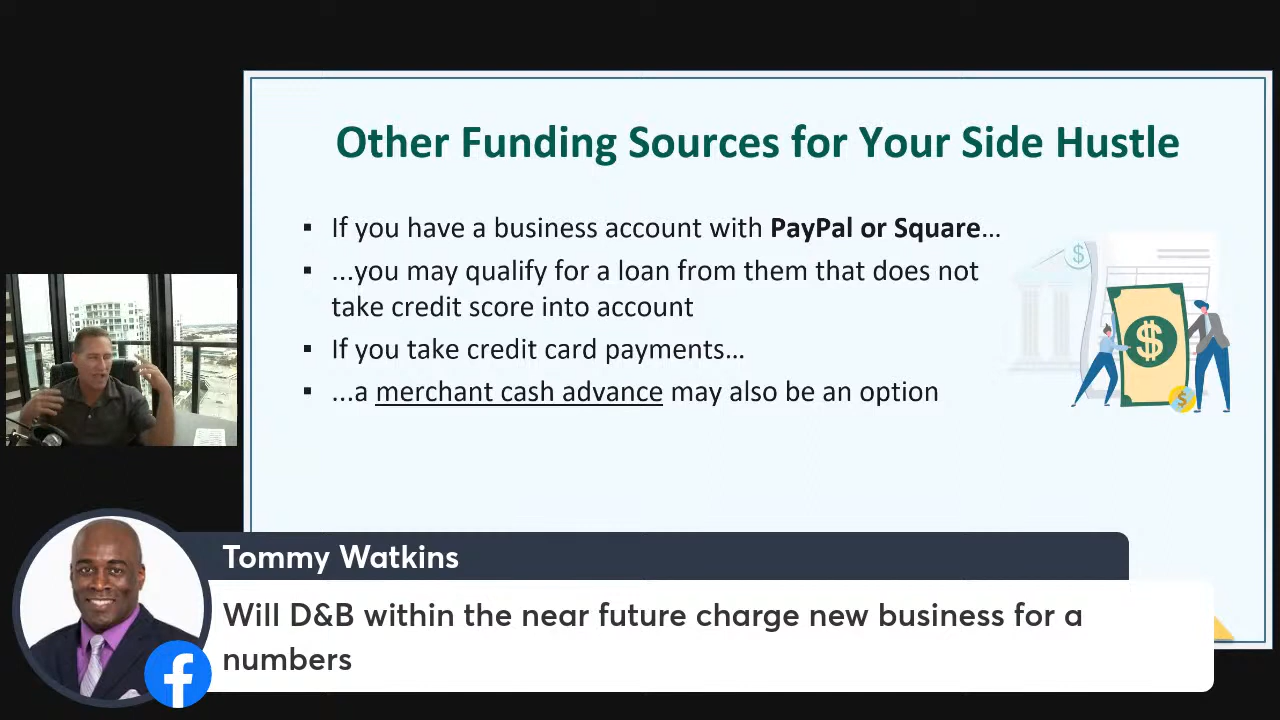 Other Funding Sources for Your Side Hustle
▪ If you have a business account with PayPal or Square…
▪ …you may qualify for a loan from them that does not
take credit score into account
▪ If you take credit card payments…
▪ …a merchant cash advance may also be an option
$
$
$
Tommy Watkins
Will D&B within the near future charge new business for a
numbers
f